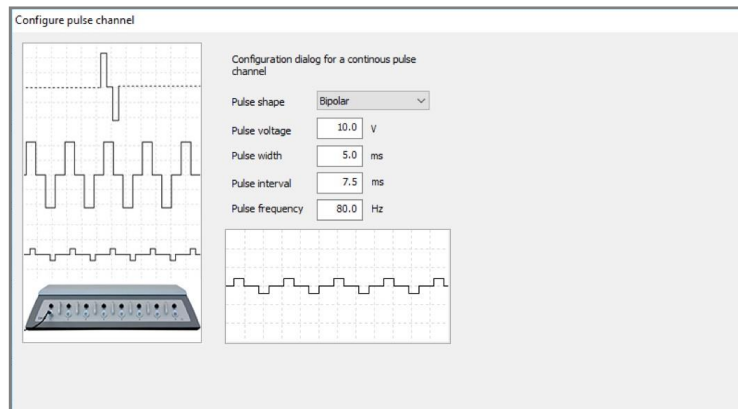 Configure pulse channel
Configuration dialog for a continous pulse
channel
Pulse shape Bipolar
Pulse voltage 10.0 V
Pulse width 5.0 ms
Pulse interval 7.5 ms
Pulse frequency 80.0 Hz